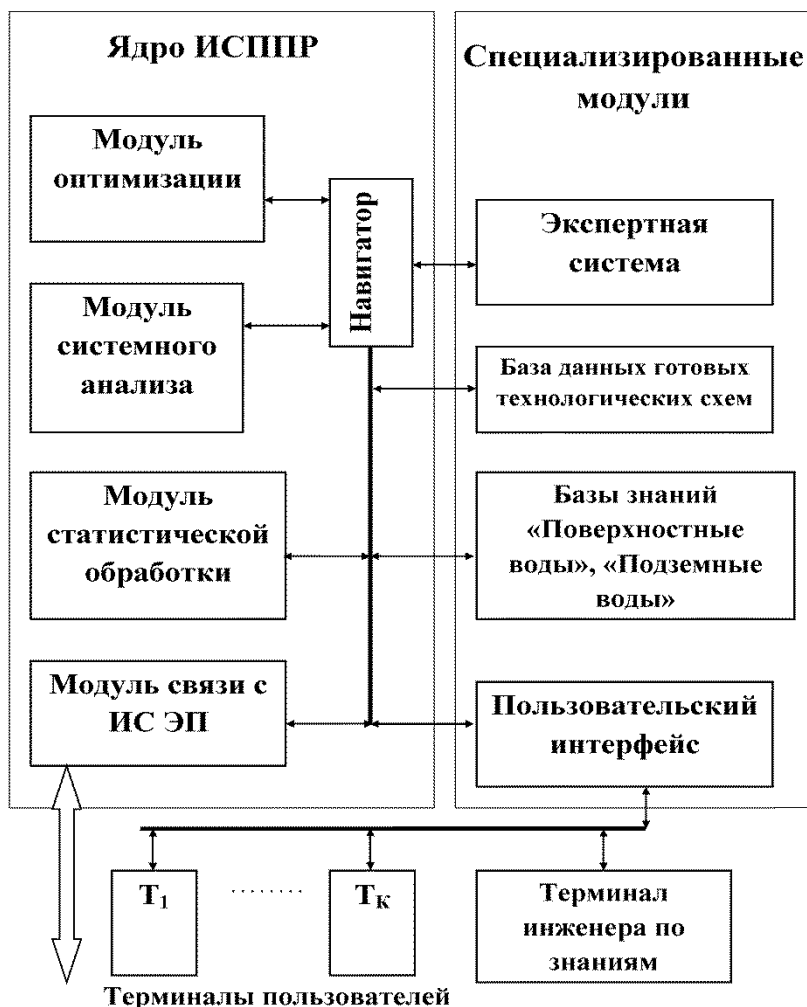 Ядро ИСППР
Модуль
оптимизации
Навигатор
Модуль
системного
анализа
Модуль
статистической
обработки
Модуль связи с
ИС ЭП
Специализированные
модули
Экспертная
система
База данных готовых
технологических схем
Базы знаний
«Поверхностные
воды», «Подземные
воды»
Пользовательский
интерфейс
Т1
........
ТК
Терминал
инженера по
знаниям
Терминалы пользователей